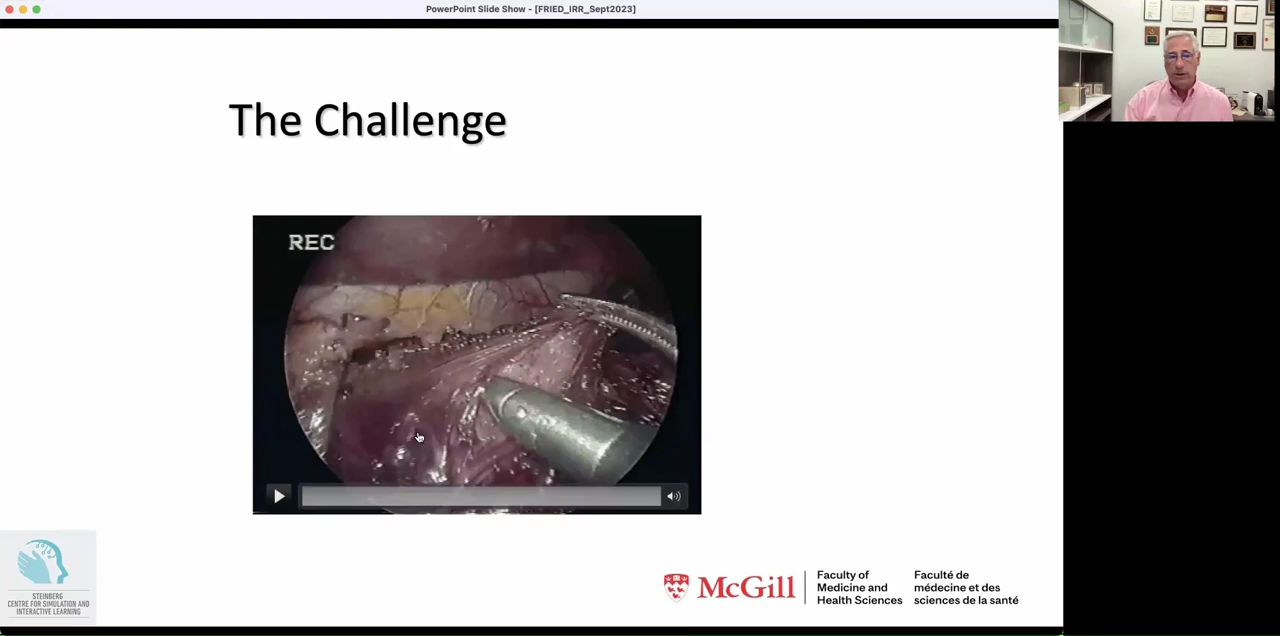 PowerPoint Slide Show - [FRIED_IRR_Sept2023]
The Challenge
REC
STEINBERG
CENTRE FOR SIMULATION AND
INTERACTIVE LEARNING
McGill
Faculty of
Medicine and
Health Sciences
Faculté de
médecine et des
sciences de la santé